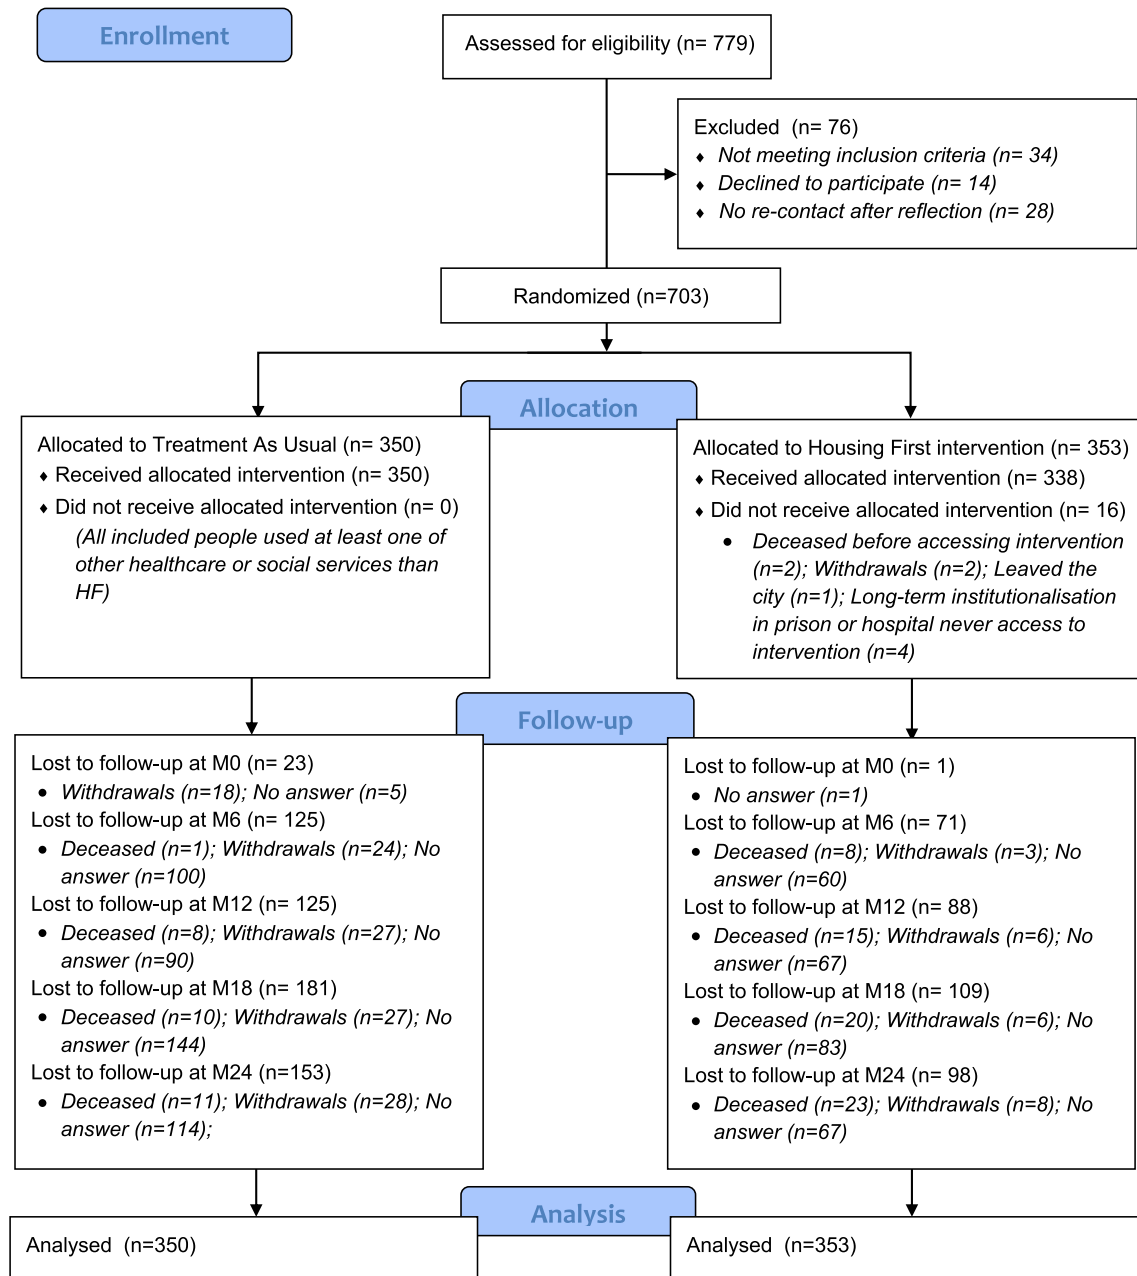 Enrollment
Assessed for eligibility (n= 779)
Excluded (n= 76)
♦ Not meeting inclusion criteria (n= 34)
♦ Declined to participate (n= 14)
♦ No re-contact after reflection (n= 28)
Randomized (n=703)
Allocation
Allocated to Treatment As Usual (n= 350)
♦ Received allocated intervention (n= 350)
♦ Did not receive allocated intervention (n= 0)
(All included people used at least one of
other healthcare or social services than
HF)
Allocated to Housing First intervention (n= 353)
♦ Received allocated intervention (n= 338)
♦ Did not receive allocated intervention (n= 16)
• Deceased before accessing intervention
(n=2); Withdrawals (n=2); Leaved the
city (n=1); Long-term institutionalisation
in prison or hospital never access to
intervention (n=4)
Follow-up
Lost to follow-up at M0 (n= 23)
• Withdrawals (n=18); No answer (n=5)
Lost to follow-up at M6 (n= 125)
• Deceased (n=1); Withdrawals (n=24); No
answer (n=100)
Lost to follow-up at M12 (n= 125)
• Deceased (n=8); Withdrawals (n=27); No
answer (n=90)
Lost to follow-up at M18 (n= 181)
• Deceased (n=10); Withdrawals (n=27); No
answer (n=144)
Lost to follow-up at M24 (n=153)
• Deceased (n=11); Withdrawals (n=28); No
answer (n=114);
Lost to follow-up at M0 (n= 1)
• No answer (n=1)
Lost to follow-up at M6 (n= 71)
• Deceased (n=8); Withdrawals (n=3); No
answer (n=60)
Lost to follow-up at M12 (n= 88)
• Deceased (n=15); Withdrawals (n=6); No
answer (n=67)
Lost to follow-up at M18 (n= 109)
• Deceased (n=20); Withdrawals (n=6); No
answer (n=83)
Lost to follow-up at M24 (n= 98)
• Deceased (n=23); Withdrawals (n=8); No
answer (n=67)
Analysis
Analysed (n=350)
Analysed (n=353)